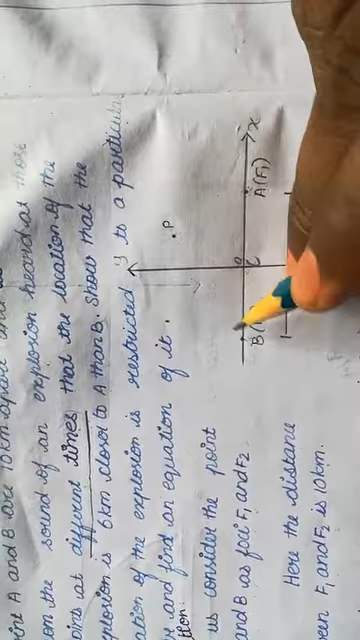 A and B are 10km apart and
on the sound of an explosion heard at those
at different times that the location of the
explosion is 6km closer to A than B. Show that the
location of the explosion is restricted to a particular
and find an equation of it.
us consider the point
and B as foci F1 and F2.
Here the distance
F1 and F2 is 10km.
y
P
x
O
C
A(F1)
B(